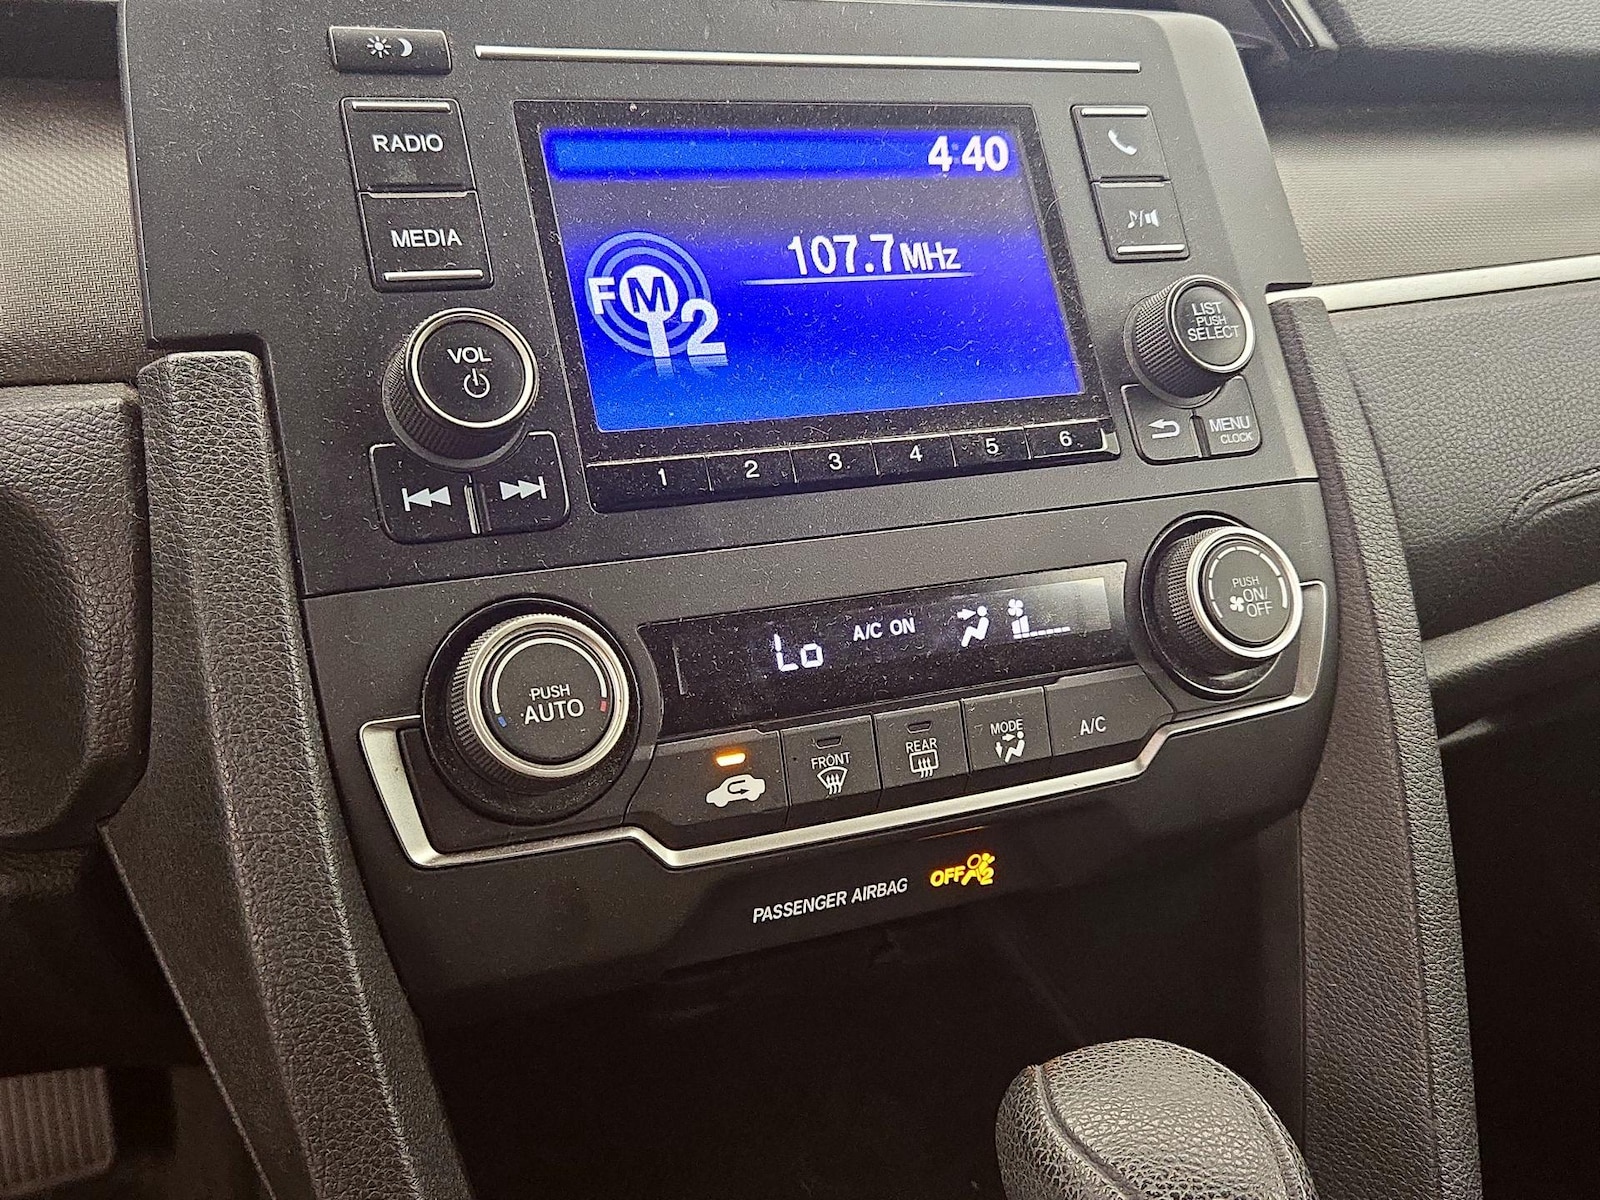 RADIO
MEDIA
VOL
4:40
107.7MHz
FM
2
LIST
PUSH
SELECT
MENU
CLOCK
1 2 3 4 5 6
PUSH
AUTO
Lo A/C ON
PUSH
ON/
OFF
FRONT
REAR
MODE
A/C
PASSENGER AIRBAG OFF 2